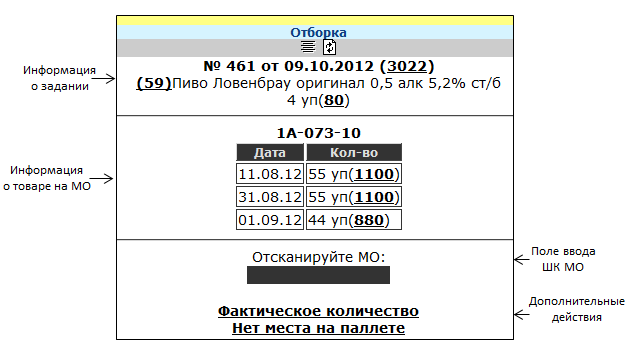 Отборка
№ 461 от 09.10.2012 (3022)
(59)Пиво Ловенбрау оригинал 0,5 алк 5,2% ст/б
4 уп(80)
Информация
о задании
1А-073-10
Дата Кол-во
11.08.12 55 уп(1100)
31.08.12 55 уп(1100)
01.09.12 44 уп(880)
Информация
о товаре на МО
Отсканируйте МО:
Поле ввода
ШК МО
Фактическое количество
Нет места на паллете
Дополнительные
действия